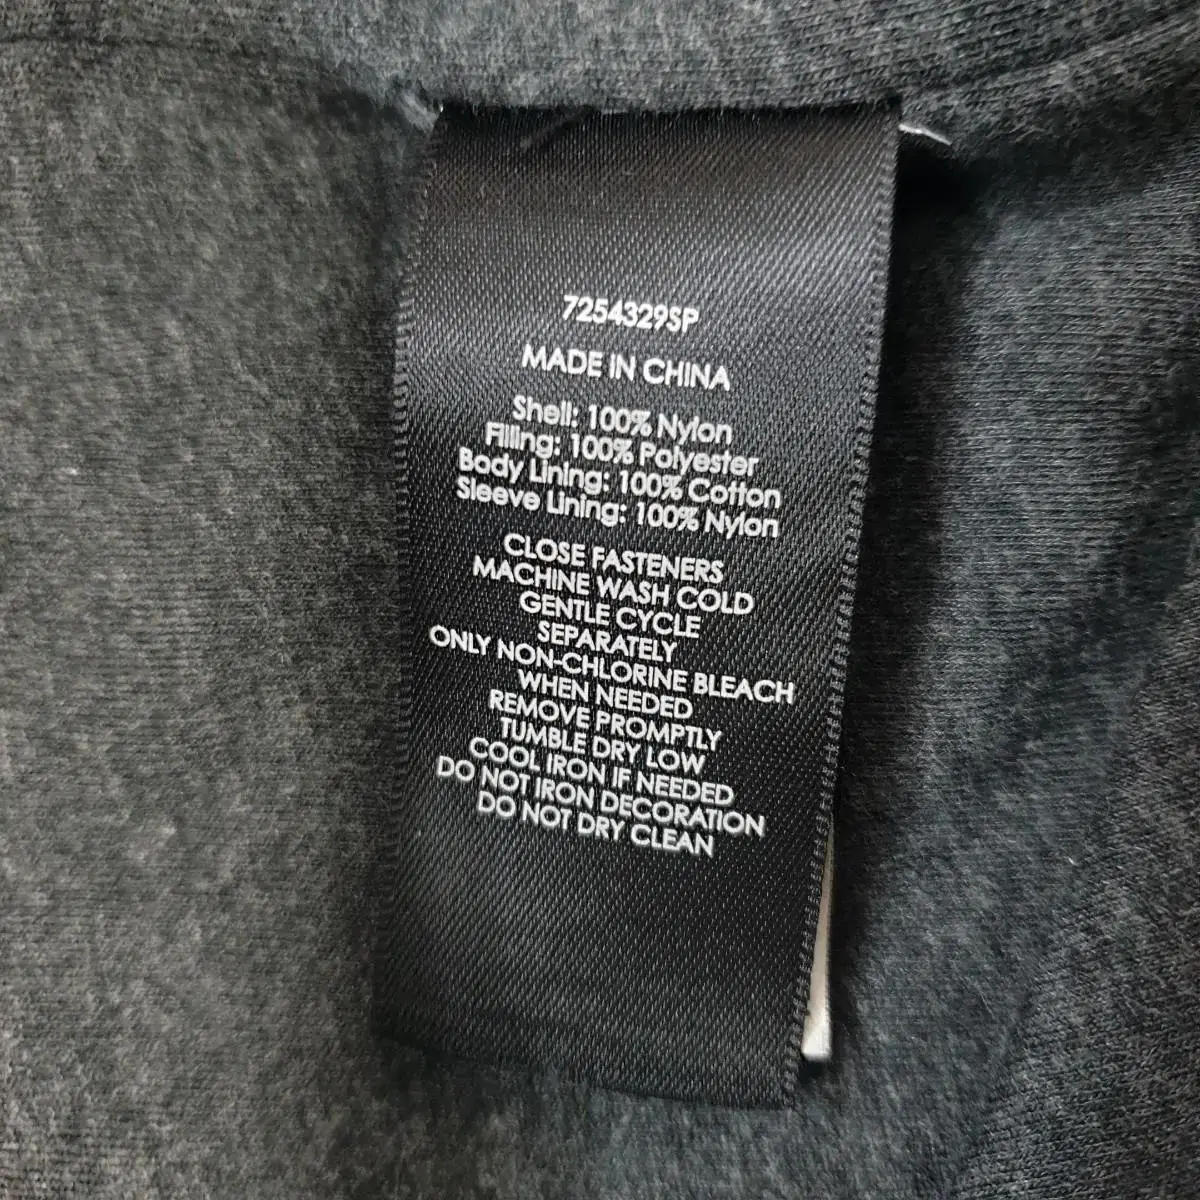 7254329SP
MADE IN CHINA
Shell: 100% Nylon
Filling: 100% Polyester
Body Lining: 100% Cotton
Sleeve Lining: 100% Nylon
CLOSE FASTENERS
MACHINE WASH COLD
GENTLE CYCLE
SEPARATELY
ONLY NON-CHLORINE BLEACH
WHEN NEEDED
REMOVE PROMPTLY
TUMBLE DRY LOW
COOL IRON IF NEEDED
DO NOT IRON DECORATION
DO NOT DRY CLEAN